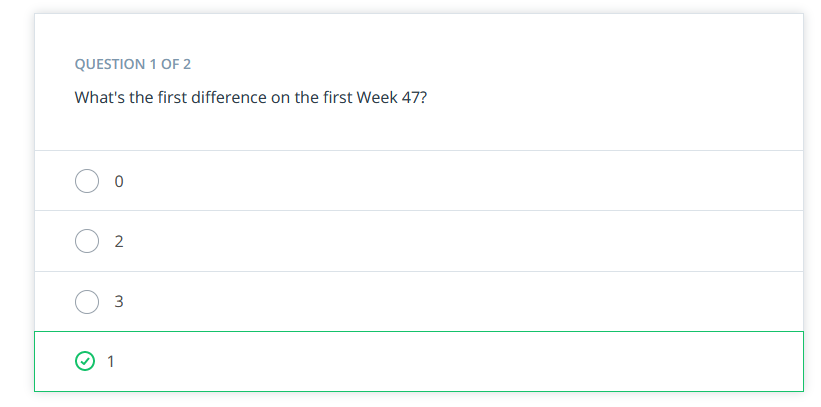 QUESTION 1 OF 2
What's the first difference on the first Week 47?
0
2
3
1